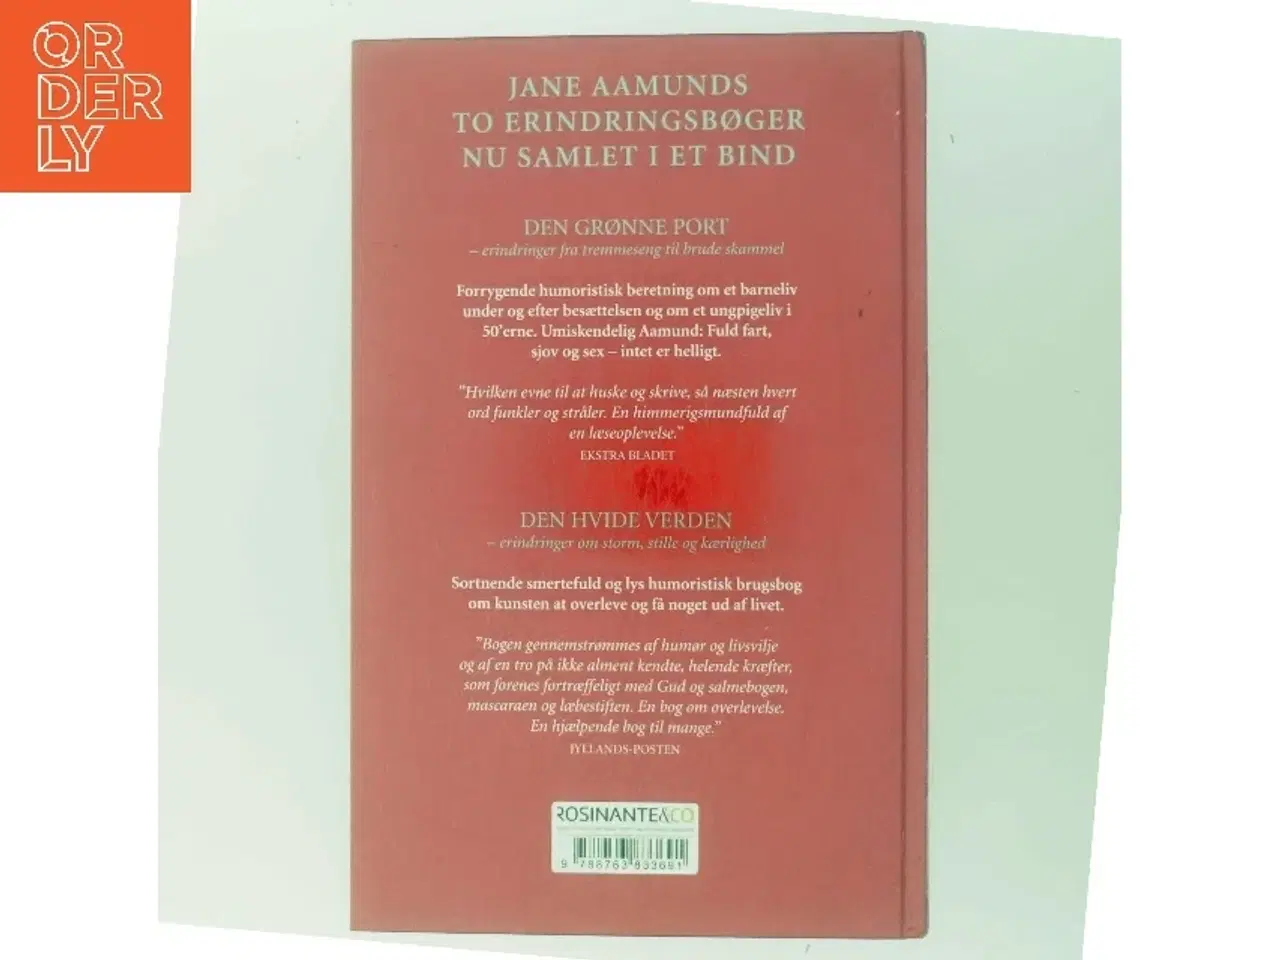 ORDERLY
JANE AAMUNDS
TO ERINDRINGSBØGER
NU SAMLET I ET BIND
DEN GRØNNE PORT
– erindringer fra tremmeseng til brude skammel
Forrygende humoristisk beretning om et barneliv
under og efter besættelsen og om et ungpigeliv i
50'erne. Umiskendelig Aamund: Fuld fart,
sjov og sex – intet er helligt.
"Hvilken evne til at huske og skrive, så næsten hvert
ord funkler og stråler. En himmerigsmundfuld af
en læseoplevelse."
EKSTRA BLADET
DEN HVIDE VERDEN
– erindringer om storm, stille og kærlighed
Sortnende smertefuld og lys humoristisk brugsbog
om kunsten at overleve og få noget ud af livet.
"Bogen gennemstrømmes af humør og livsvilje
og af en tro på ikke alment kendte, helende kræfter,
som forenes fortræffeligt med Gud og salmebogen,
mascaraen og læbestiften. En bog om overlevelse.
En hjælpende bog til mange."
JYLLANDS-POSTEN
ROSINANTE&CO
9 788763 833691